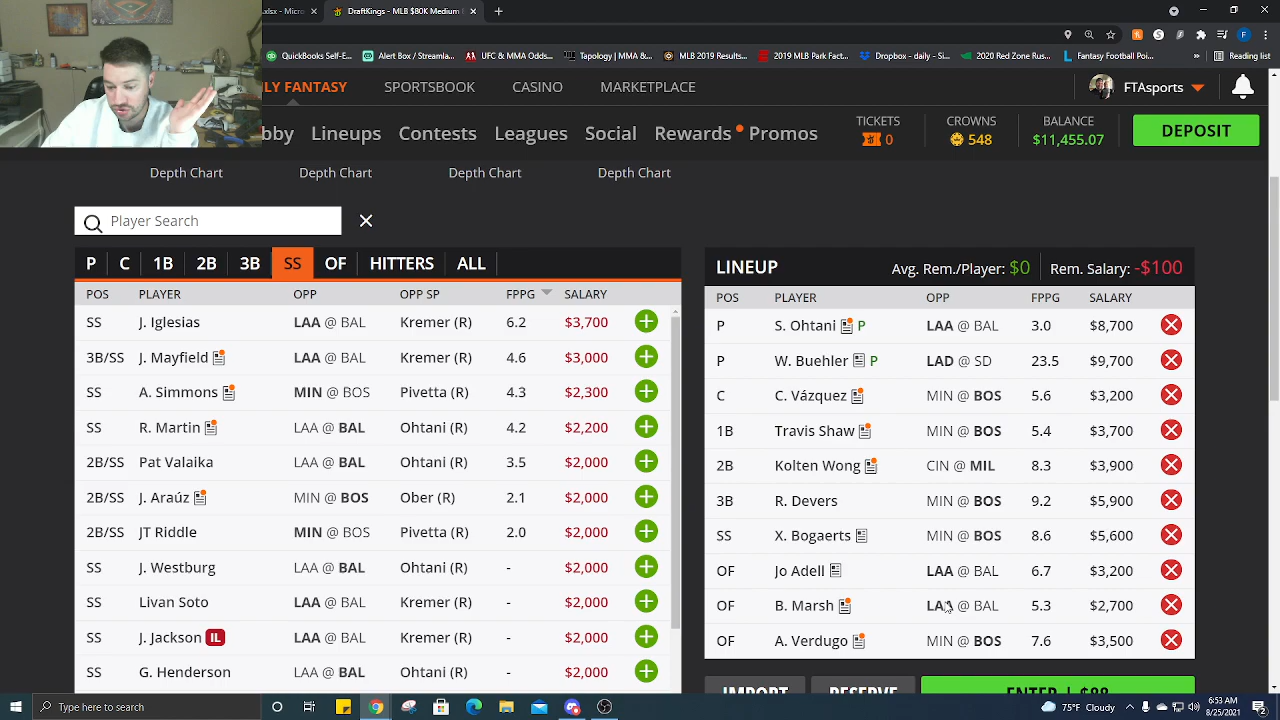 as - Micros
DraftKings - MLB $80K Medium
F
QuickBooks Self-E...
Alert Box / Streamla...
UFC & MMA Odds...
Tapology | MMA &...
MLB 2019 Results...
2019 MLB Park Fact...
Dropbox - daily - Si...
2020 Red Zone Rus...
Reading
LY FANTASY
SPORTSBOOK
CASINO
MARKETPLACE
FTAsports
bby Lineups Contests Leagues Social Rewards Promos
TICKETS CROWNS BALANCE
0 548 $11,455.07
DEPOSIT
Depth Chart Depth Chart Depth Chart Depth Chart
Player Search
P C 1B 2B 3B SS OF HITTERS ALL
POS PLAYER OPP OPP SP FPPG SALARY
SS J. Iglesias LAA @ BAL Kremer (R) 6.2 $3,700
3B/SS J. Mayfield LAA @ BAL Kremer (R) 4.6 $3,000
SS A. Simmons MIN @ BOS Pivetta (R) 4.3 $2,300
SS R. Martin LAA @ BAL Ohtani (R) 4.2 $2,200
2B/SS Pat Valaika LAA @ BAL Ohtani (R) 3.5 $2,000
2B/SS J. Araúz MIN @ BOS Ober (R) 2.1 $2,000
2B/SS JT Riddle MIN @ BOS Pivetta (R) 2.0 $2,000
SS J. Westburg LAA @ BAL Ohtani (R) - $2,000
SS Livan Soto LAA @ BAL Kremer (R) - $2,000
SS J. Jackson IL LAA @ BAL Kremer (R) - $2,000
SS G. Henderson LAA @ BAL Ohtani (R) - $2,000
LINEUP Avg. Rem./Player: $0 Rem. Salary: -$100
POS PLAYER OPP FPPG SALARY
P S. Ohtani P LAA @ BAL 3.0 $8,700
P W. Buehler P LAD @ SD 23.5 $9,700
C C. Vázquez MIN @ BOS 5.6 $3,200
1B Travis Shaw MIN @ BOS 5.4 $3,700
2B Kolten Wong CIN @ MIL 8.3 $3,900
3B R. Devers MIN @ BOS 9.2 $5,900
SS X. Bogaerts MIN @ BOS 8.6 $5,600
OF Jo Adell LAA @ BAL 6.7 $3,200
OF B. Marsh LAA @ BAL 5.3 $2,700
OF A. Verdugo MIN @ BOS 7.6 $3,500
IMPORT RESERVE ENTER | $88
Type here to search
6:53 AM
8/25/2021